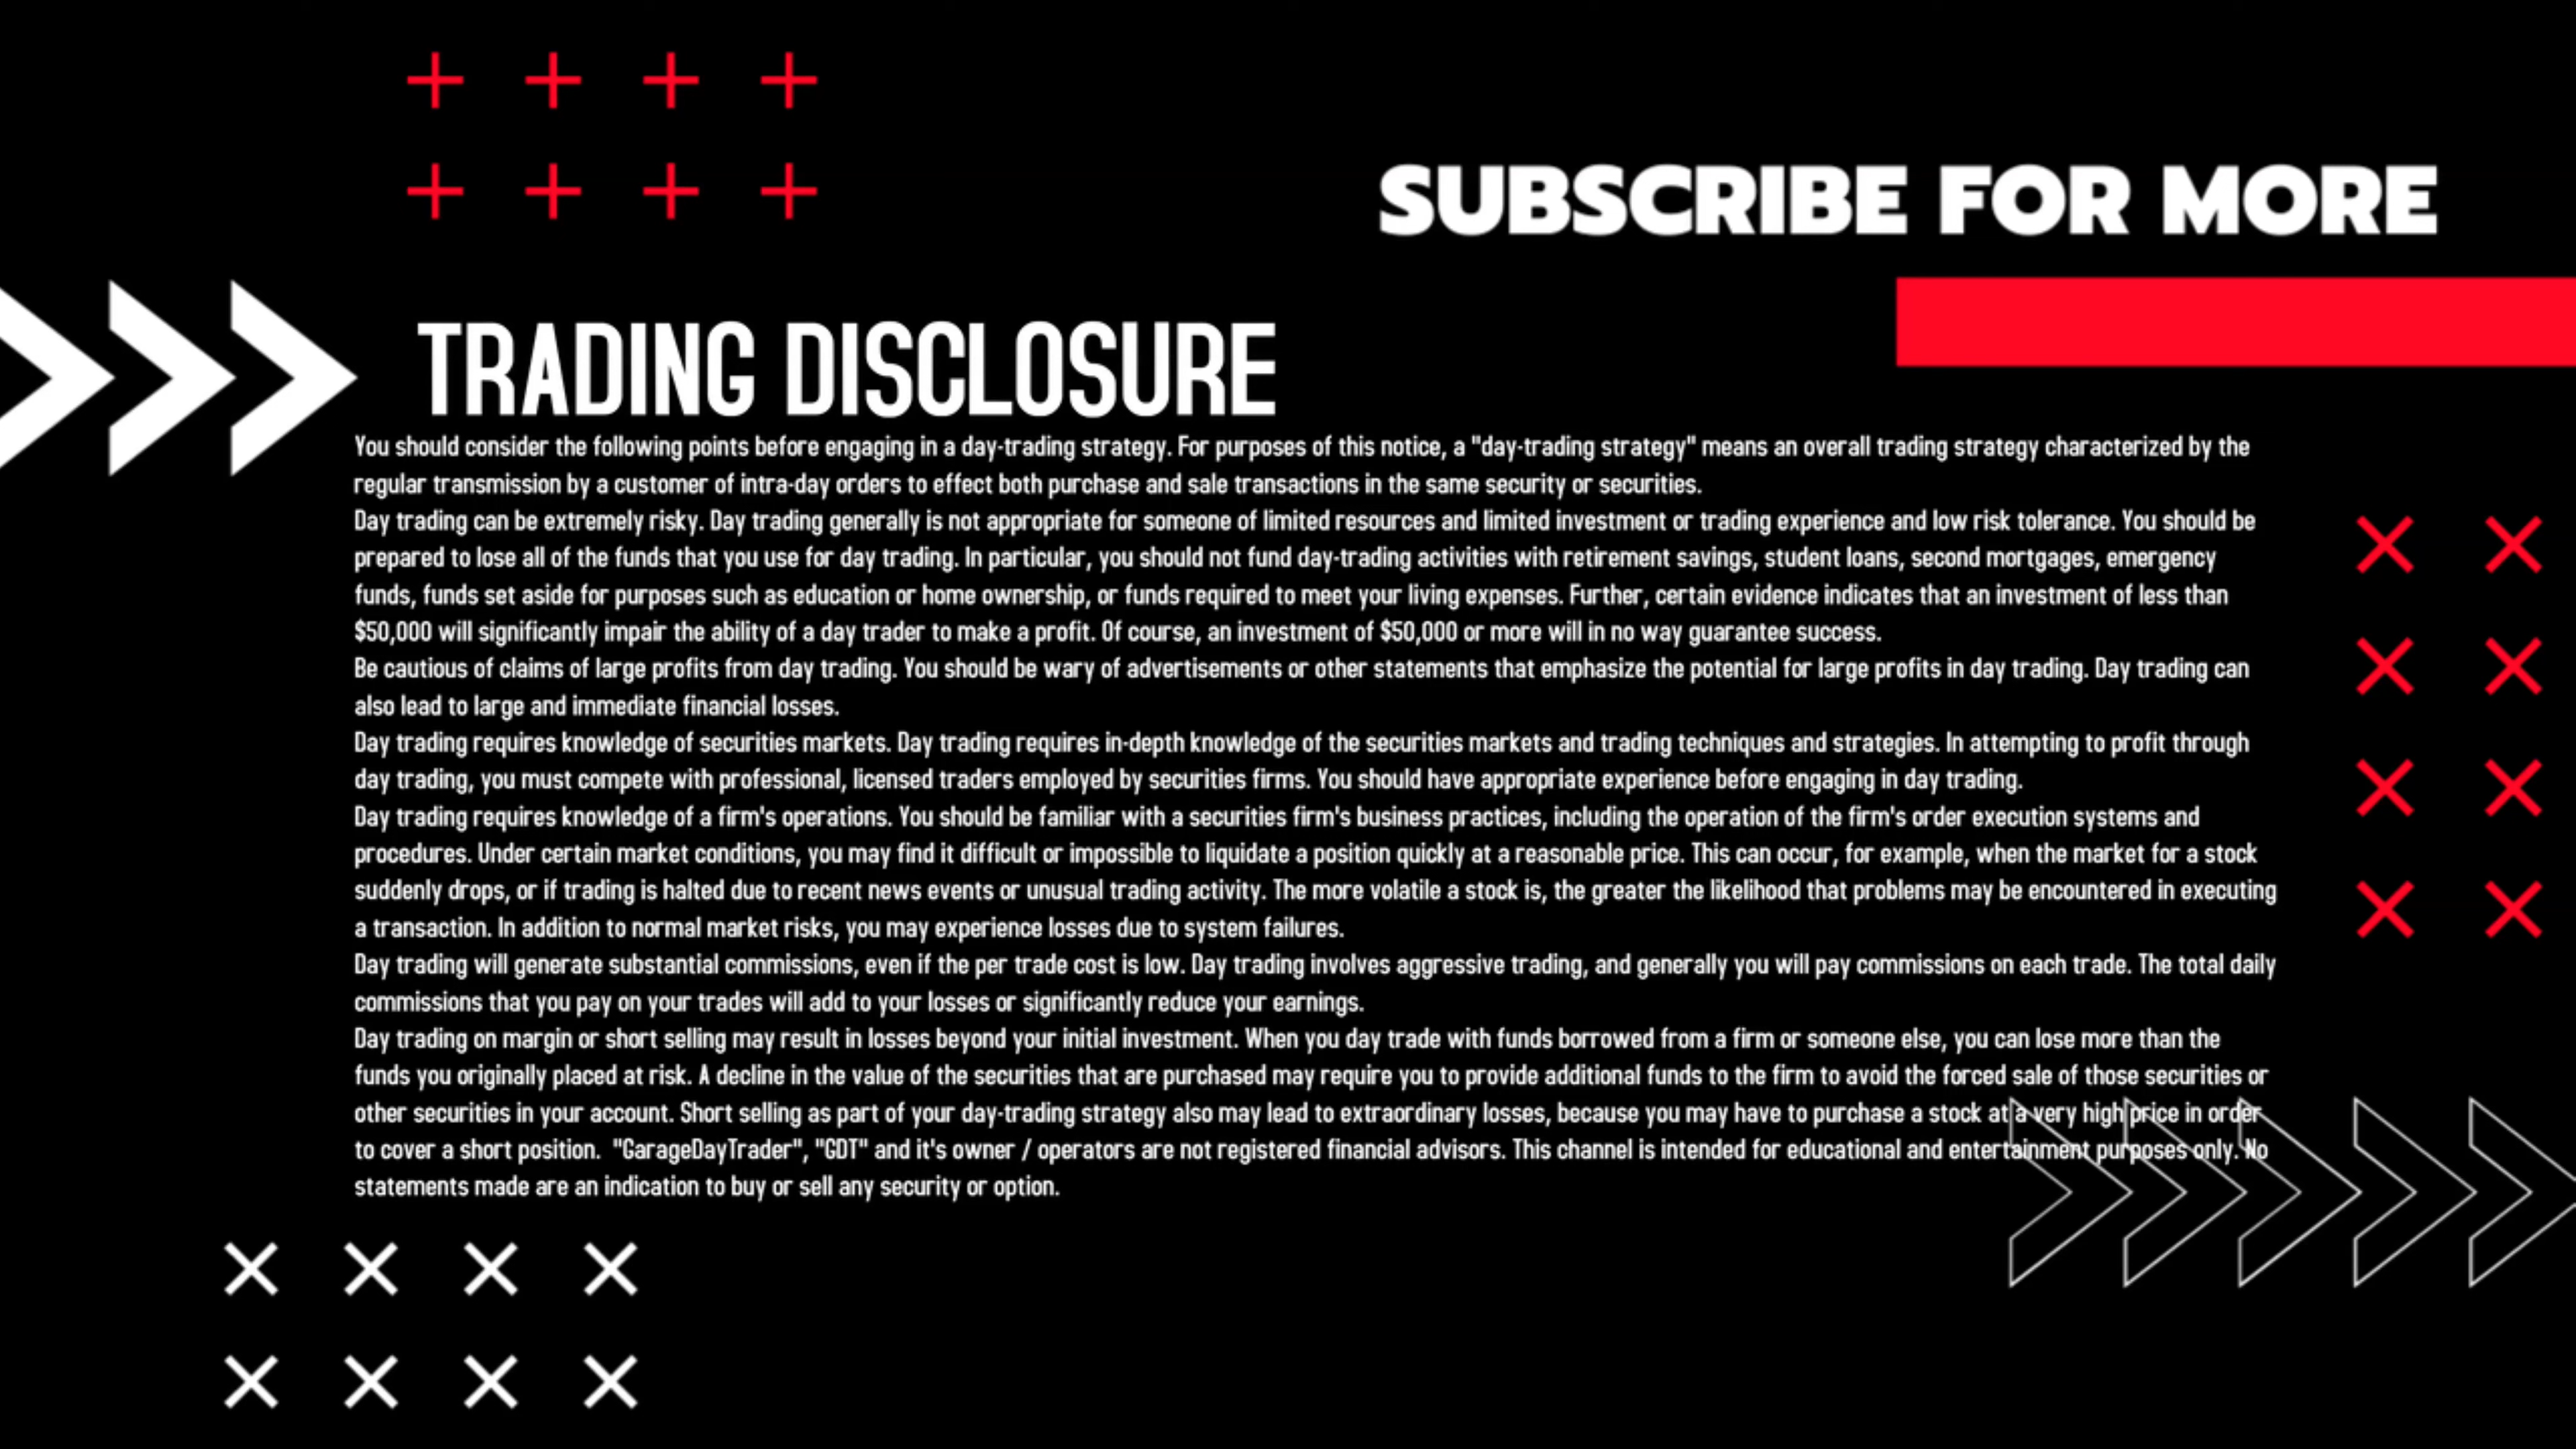 SUBSCRIBE FOR MORE
TRADING DISCLOSURE
You should consider the following points before engaging in a day-trading strategy. For purposes of this notice, a "day-trading strategy" means an overall trading strategy characterized by the
regular transmission by a customer of intra-day orders to effect both purchase and sale transactions in the same security or securities.
Day trading can be extremely risky. Day trading generally is not appropriate for someone of limited resources and limited investment or trading experience and low risk tolerance. You should be
prepared to lose all of the funds that you use for day trading. In particular, you should not fund day-trading activities with retirement savings, student loans, second mortgages, emergency
funds, funds set aside for purposes such as education or home ownership, or funds required to meet your living expenses. Further, certain evidence indicates that an investment of less than
$50,000 will significantly impair the ability of a day trader to make a profit. Of course, an investment of $50,000 or more will in no way guarantee success.
Be cautious of claims of large profits from day trading. You should be wary of advertisements or other statements that emphasize the potential for large profits in day trading. Day trading can
also lead to large and immediate financial losses.
Day trading requires knowledge of securities markets. Day trading requires in-depth knowledge of the securities markets and trading techniques and strategies. In attempting to profit through
day trading, you must compete with professional, licensed traders employed by securities firms. You should have appropriate experience before engaging in day trading.
Day trading requires knowledge of a firm's operations. You should be familiar with a securities firm's business practices, including the operation of the firm's order execution systems and
procedures. Under certain market conditions, you may find it difficult or impossible to liquidate a position quickly at a reasonable price. This can occur, for example, when the market for a stock
suddenly drops, or if trading is halted due to recent news events or unusual trading activity. The more volatile a stock is, the greater the likelihood that problems may be encountered in executing
a transaction. In addition to normal market risks, you may experience losses due to system failures.
Day trading will generate substantial commissions, even if the per trade cost is low. Day trading involves aggressive trading, and generally you will pay commissions on each trade. The total daily
commissions that you pay on your trades will add to your losses or significantly reduce your earnings.
Day trading on margin or short selling may result in losses beyond your initial investment. When you day trade with funds borrowed from a firm or someone else, you can lose more than the
funds you originally placed at risk. A decline in the value of the securities that are purchased may require you to provide additional funds to the firm to avoid the forced sale of those securities or
other securities in your account. Short selling as part of your day-trading strategy also may lead to extraordinary losses, because you may have to purchase a stock at a very high price in order
to cover a short position.  "GarageDayTrader", "GDT" and it's owner / operators are not registered financial advisors. This channel is intended for educational and entertainment purposes only. No
statements made are an indication to buy or sell any security or option.